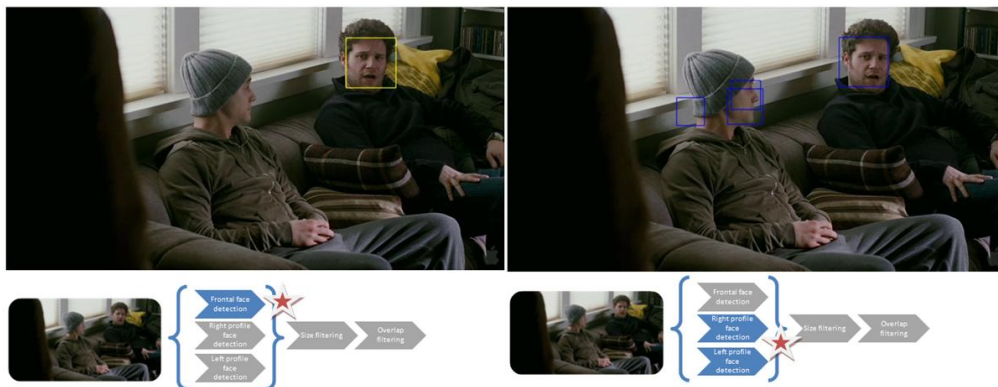 Frontal face
detection
Right profile
face
detection
Left profile
face
detection
Size filtering
Overlap
filtering
Frontal face
detection
Right profile
face
detection
Left profile
face
detection
Size filtering
Overlap
filtering